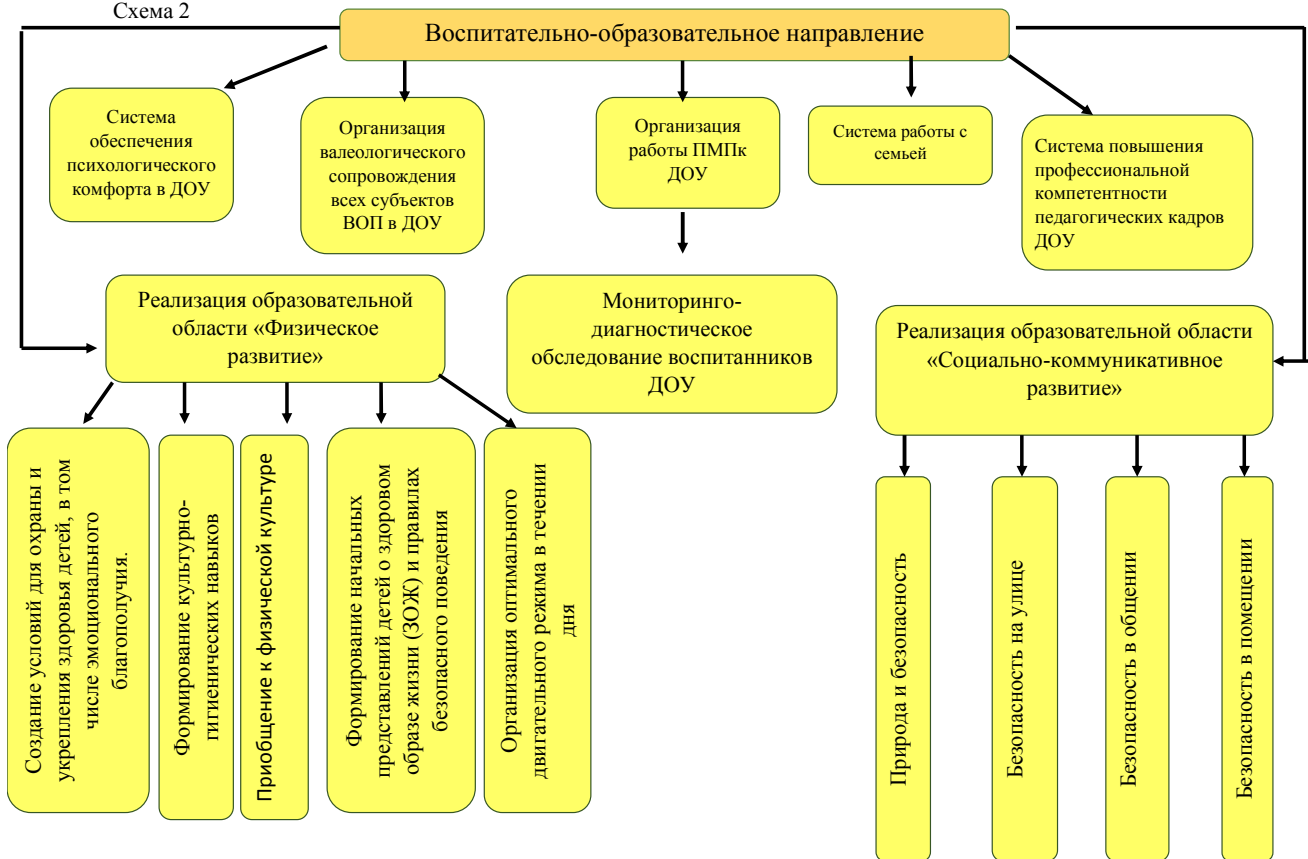 Схема 2
Воспитательно-образовательное направление
Система
обеспечения
психологического
комфорта в ДОУ
Организация
валеологического
сопровождения
всех субъектов
ВОП в ДОУ
Организация
работы ПМПк
ДОУ
Система работы с
семьей
Система повышения
профессиональной
компетентности
педагогических кадров
ДОУ
Реализация образовательной
области «Физическое
развитие»
Мониторинго-
диагностическое
обследование воспитанников
ДОУ
Реализация образовательной области
«Социально-коммуникативное
развитие»
Создание условий для охраны и
укрепления здоровья детей, в том
числе эмоционального
благополучия.
Формирование культурно-
гигиенических навыков
Приобщение к физической культуре
Формирование начальных
представлений детей о здоровом
образе жизни (ЗОЖ) и правилах
безопасного поведения
Организация оптимального
двигательного режима в течении
дня
Природа и безопасность
Безопасность на улице
Безопасность в общении
Безопасность в помещении